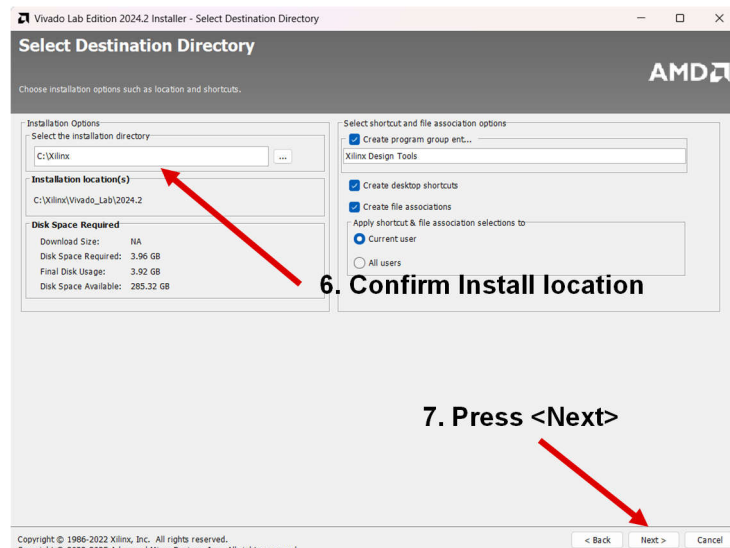 Vivado Lab Edition 2024.2 Installer - Select Destination Directory
Select Destination Directory
AMD
Choose installation options such as location and shortcuts.
Installation Options
Select the installation directory
C:\Xilinx
...
Installation location(s)
C:\Xilinx\Vivado_Lab\2024.2
Disk Space Required
Download Size: NA
Disk Space Required: 3.96 GB
Final Disk Usage: 3.92 GB
Disk Space Available: 285.32 GB
Select shortcut and file association options
Create program group ent...
Xilinx Design Tools
Create desktop shortcuts
Create file associations
Apply shortcut & file association selections to
Current user
All users
6. Confirm Install location
7. Press <Next>
Copyright © 1986-2022 Xilinx, Inc. All rights reserved.
< Back Next > Cancel